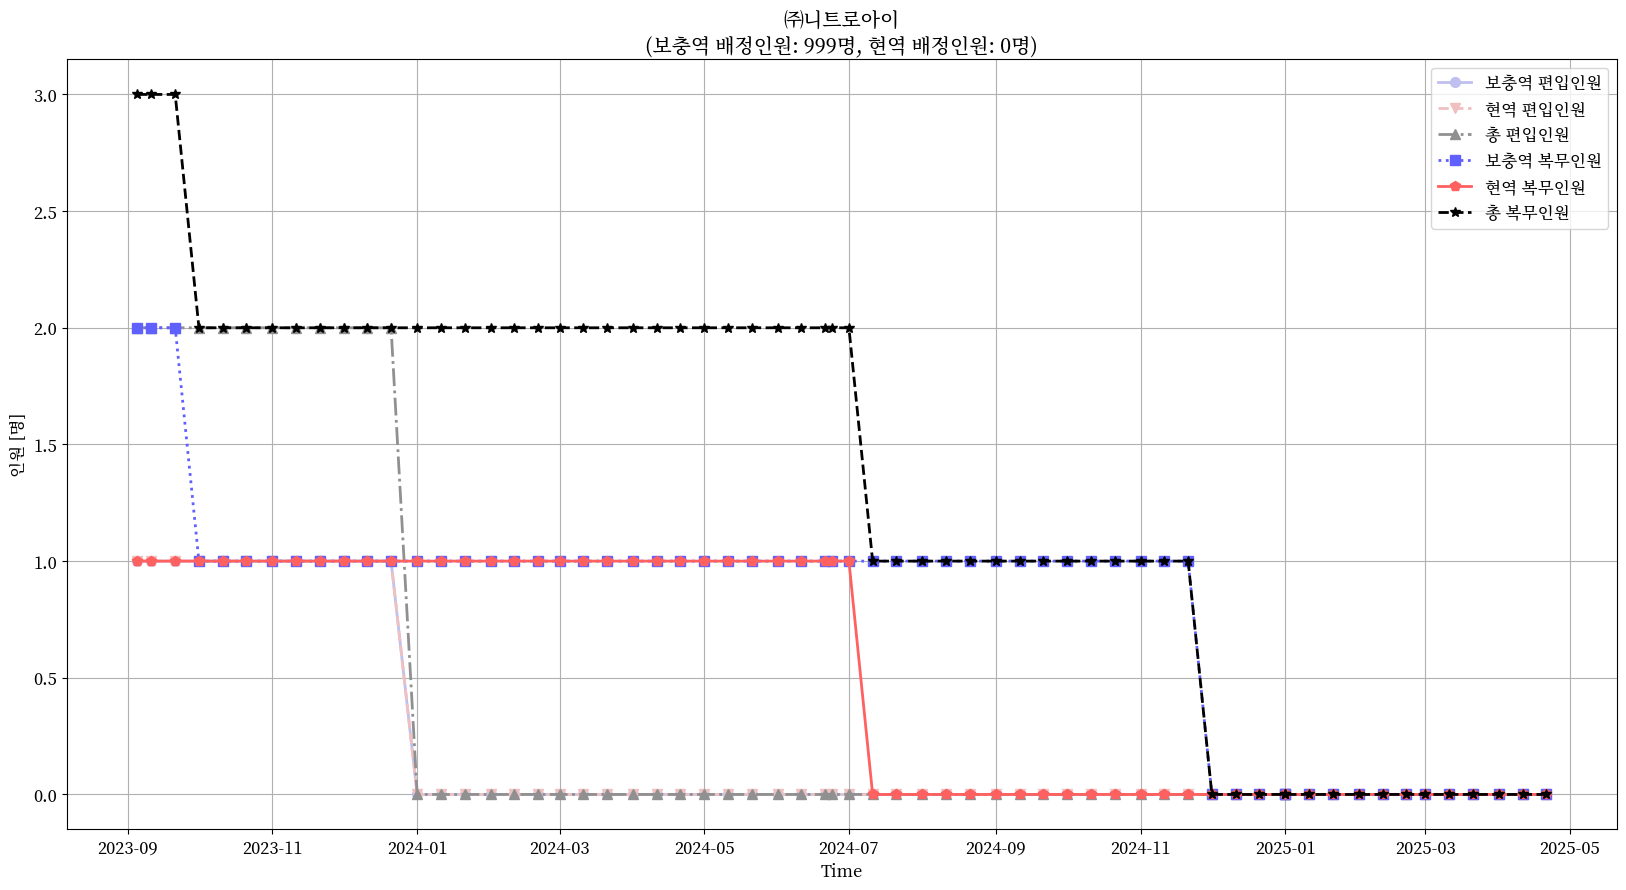 ㈜니트로아이
(보충역 배정인원: 999명, 현역 배정인원: 0명)
보충역 편입인원
현역 편입인원
총 편입인원
보충역 복무인원
현역 복무인원
총 복무인원
인원 [명]
3.0
2.5
2.0
1.5
1.0
0.5
0.0
2023-09 2023-11 2024-01 2024-03 2024-05 2024-07 2024-09 2024-11 2025-01 2025-03 2025-05
Time